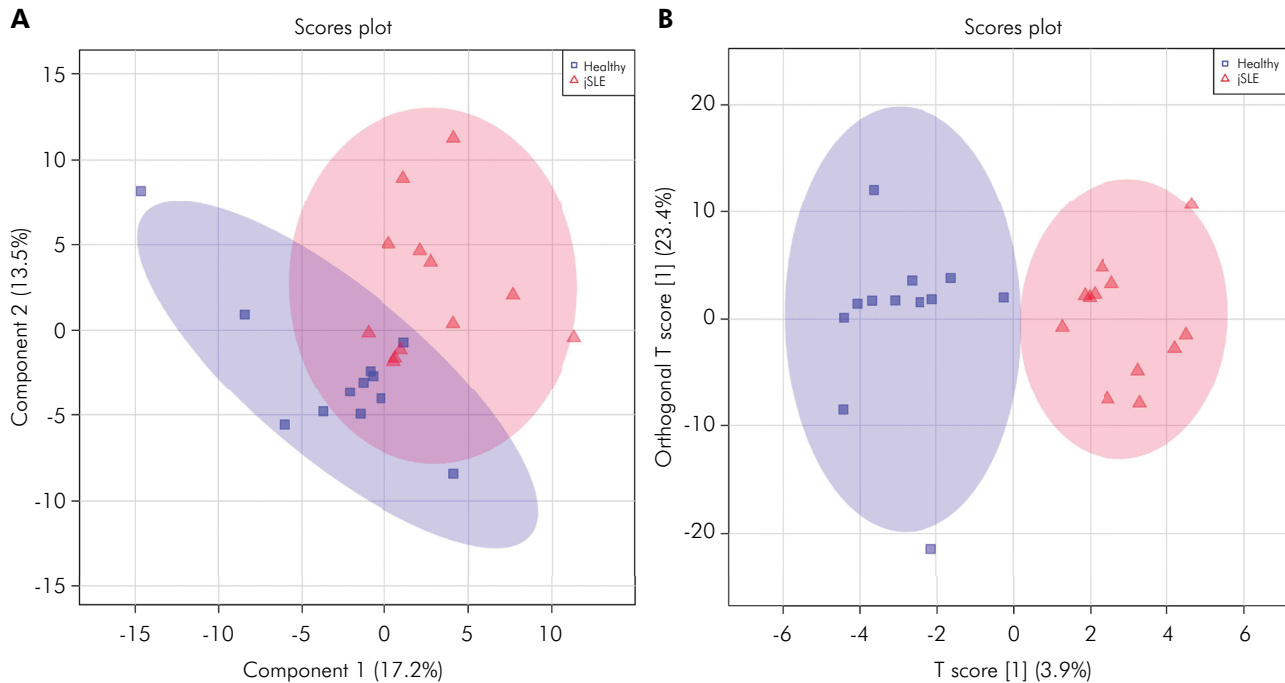 A
Scores plot
Healthy
jSLE
15
10
5
0
-5
-10
-15
Component 2 (13.5%)
-15
-10
-5
0
5
10
Component 1 (17.2%)
B
Scores plot
Healthy
jSLE
20
10
0
-10
-20
Orthogonal T score [1] (23.4%)
-6
-4
-2
0
2
4
6
T score [1] (3.9%)